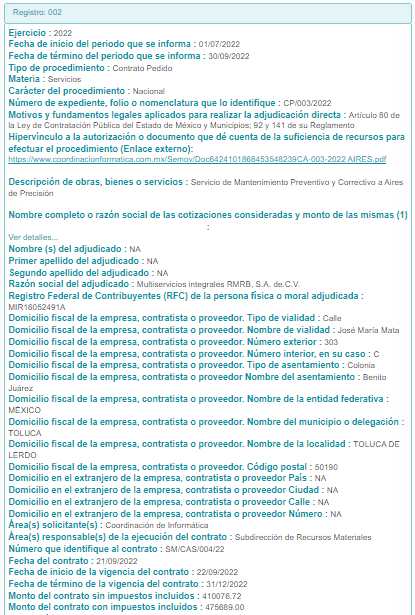 Registro: 002
Ejercicio : 2022
Fecha de inicio del periodo que se informa : 01/07/2022
Fecha de término del periodo que se informa : 30/09/2022
Tipo de procedimiento : Contrato Pedido
Materia : Servicios
Carácter del procedimiento : Nacional
Número de expediente, folio o nomenclatura que lo identifique : CP/003/2022
Motivos y fundamentos legales aplicados para realizar la adjudicación directa : Artículo 80 de
la Ley de Contratación Pública del Estado de México y Municipios; 92 y 141 de su Reglamento
Hipervínculo a la autorización o documento que dé cuenta de la suficiencia de recursos para
efectuar el procedimiento (Enlace externo):
https://www.coordinacioninformatica.com.mx/Semov/Doc6424101868453548239CA-003-2022 AIRES.pdf
Descripción de obras, bienes o servicios : Servicio de Mantenimiento Preventivo y Correctivo a Aires
de Precisión
Nombre completo o razón social de las cotizaciones consideradas y monto de las mismas (1)
:
Ver detalles...
Nombre (s) del adjudicado : NA
Primer apellido del adjudicado : NA
Segundo apellido del adjudicado : NA
Razón social del adjudicado : Multiservicios integrales RMRB, S.A. de.C.V.
Registro Federal de Contribuyentes (RFC) de la persona física o moral adjudicada :
MIR16052491A
Domicilio fiscal de la empresa, contratista o proveedor. Tipo de vialidad : Calle
Domicilio fiscal de la empresa, contratista o proveedor. Nombre de vialidad : José María Mata
Domicilio fiscal de la empresa, contratista o proveedor. Número exterior : 303
Domicilio fiscal de la empresa, contratista o proveedor. Número interior, en su caso : C
Domicilio fiscal de la empresa, contratista o proveedor. Tipo de asentamiento : Colonia
Domicilio fiscal de la empresa, contratista o proveedor Nombre del asentamiento : Benito
Juárez
Domicilio fiscal de la empresa, contratista o proveedor. Nombre de la entidad federativa :
MÉXICO
Domicilio fiscal de la empresa, contratista o proveedor. Nombre del municipio o delegación :
TOLUCA
Domicilio fiscal de la empresa, contratista o proveedor. Nombre de la localidad : TOLUCA DE
LERDO
Domicilio fiscal de la empresa, contratista o proveedor. Código postal : 50190
Domicilio en el extranjero de la empresa, contratista o proveedor País : NA
Domicilio en el extranjero de la empresa, contratista o proveedor Ciudad : NA
Domicilio en el extranjero de la empresa, contratista o proveedor Calle : NA
Domicilio en el extranjero de la empresa, contratista o proveedor Número : NA
Área(s) solicitante(s) : Coordinación de Informática
Área(s) responsable(s) de la ejecución del contrato : Subdirección de Recursos Materiales
Número que identifique al contrato : SM/CAS/004/22
Fecha del contrato : 21/09/2022
Fecha de inicio de la vigencia del contrato : 22/09/2022
Fecha de término de la vigencia del contrato : 31/12/2022
Monto del contrato sin impuestos incluidos : 410076.72
Monto del contrato con impuestos incluidos : 475689.00